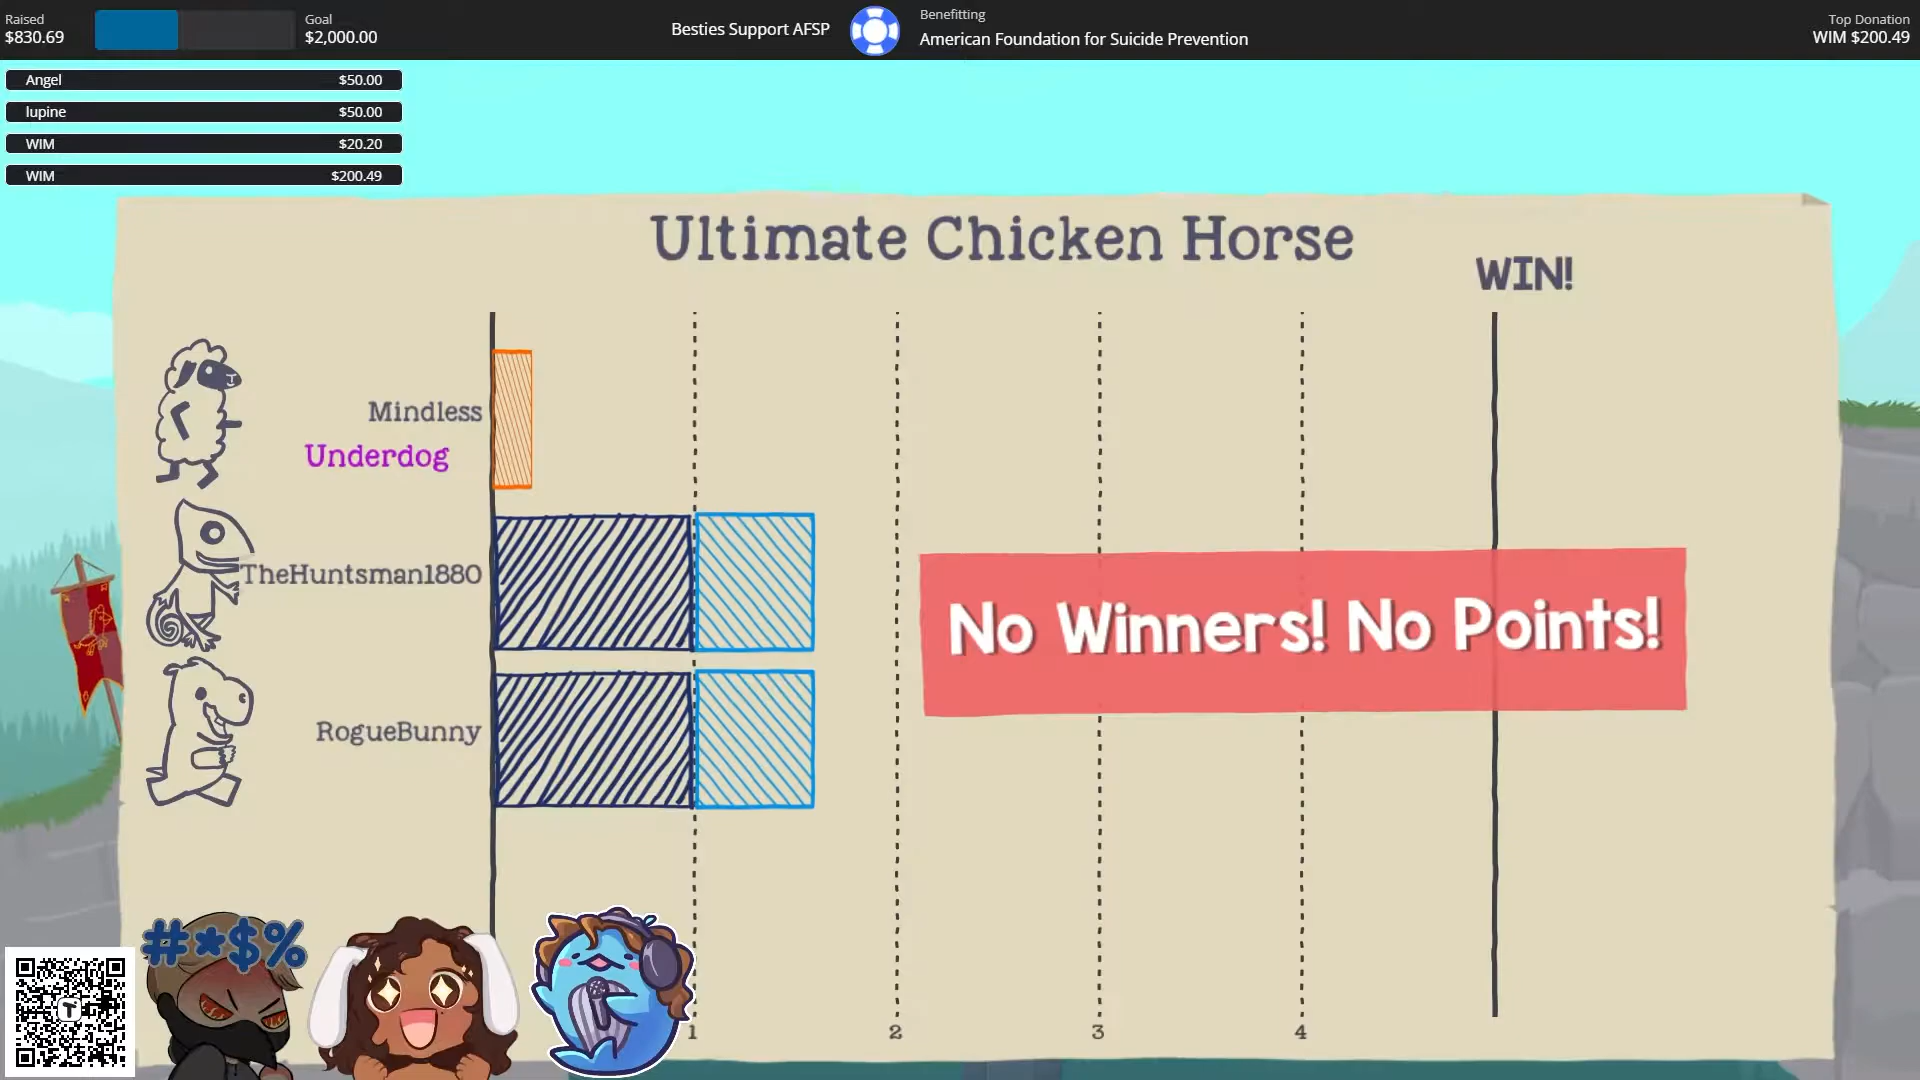 Raised
$830.69
Goal
$2,000.00
Besties Support AFSP
Benefitting
American Foundation for Suicide Prevention
Top Donation
WIM $200.49
Angel $50.00
lupine $50.00
WIM $20.20
WIM $200.49
Ultimate Chicken Horse
WIN!
Mindless
Underdog
TheHuntsman1880
RogueBunny
No Winners! No Points!
#*$%
T
1 2 3 4